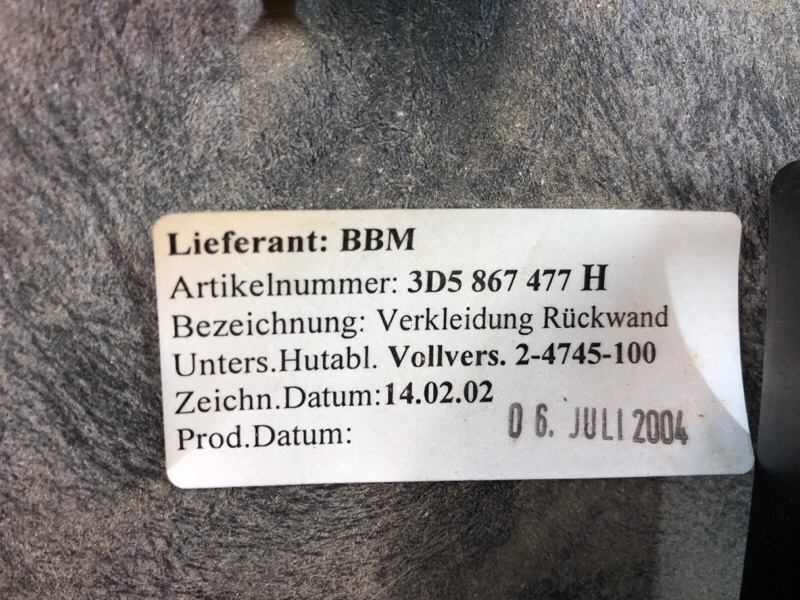 Lieferant: BBM
Artikelnummer: 3D5 867 477 H
Bezeichnung: Verkleidung Rückwand
Unters.Hutabl. Vollvers. 2-4745-100
Zeichn.Datum:14.02.02
Prod.Datum: 06. JULI 2004